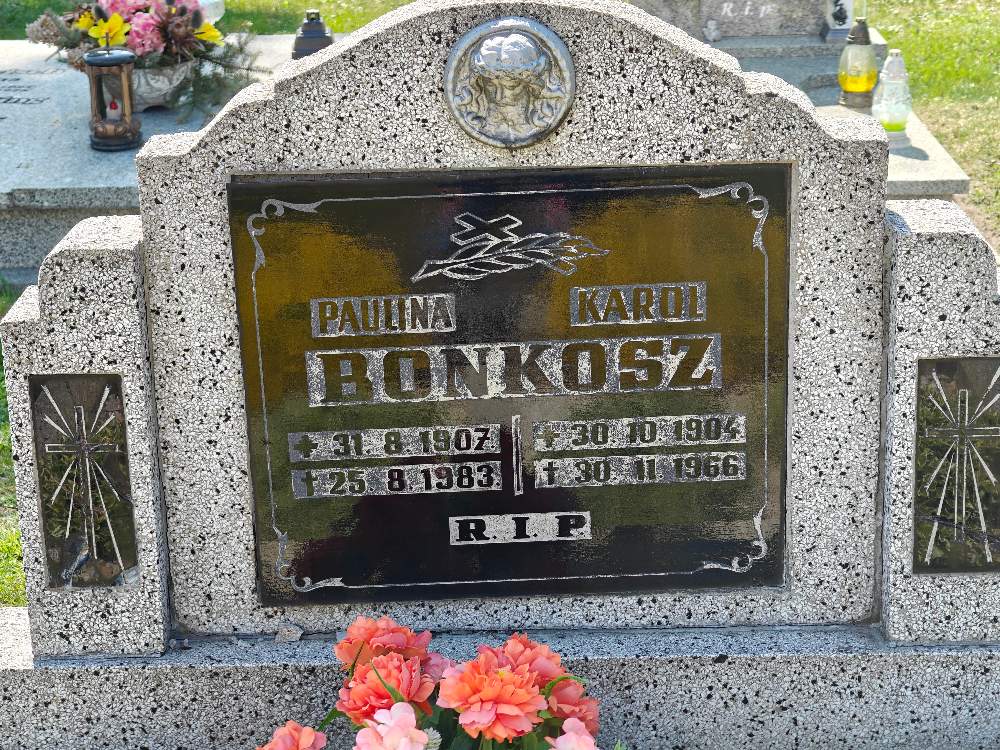 R.I.P
PAULINA KAROL
BONKOSZ
31. 8. 1907 30. 10. 1904
† 25. 8. 1983. † 30. 11. 1966
R. I. P.